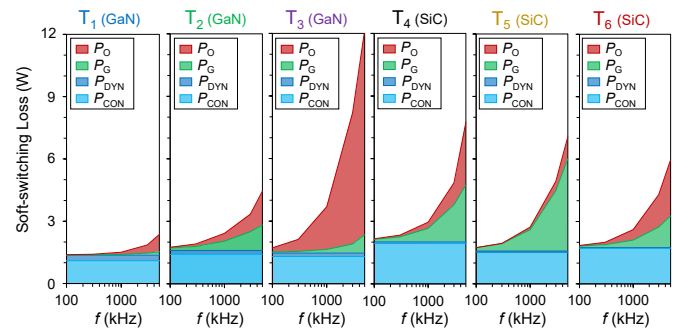 T1 (GaN) T2 (GaN) T3 (GaN) T4 (SiC) T5 (SiC) T6 (SiC)
Soft-switching Loss (W)
12
9
6
3
0
PO
PG
PDYN
PCON
PO
PG
PDYN
PCON
PO
PG
PDYN
PCON
PO
PG
PDYN
PCON
PO
PG
PDYN
PCON
PO
PG
PDYN
PCON
100 1000 100 1000 100 1000 100 1000 100 1000 100 1000
f (kHz) f (kHz) f (kHz) f (kHz) f (kHz) f (kHz)